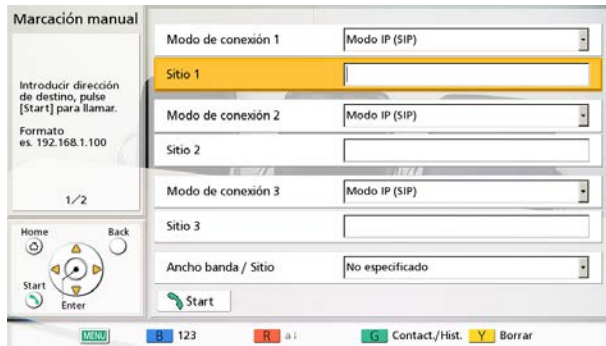 Marcación manual
Introducir dirección
de destino, pulse
[Start] para llamar.
Formato
es. 192.168.1.100
1/2
Home
Back
Start
Enter
Modo de conexión 1
Modo IP (SIP)
Sitio 1
Modo de conexión 2
Modo IP (SIP)
Sitio 2
Modo de conexión 3
Modo IP (SIP)
Sitio 3
Ancho banda / Sitio
No especificado
Start
MENU
B 123
R
G Contact./Hist.
Y Borrar